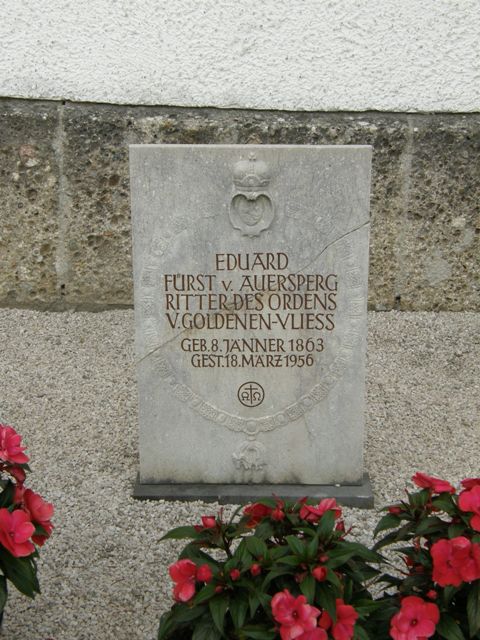 EDUARD
FÜRST v. AUERSPERG
RITTER DES ORDENS
V. GOLDENEN-VLIESS
GEB. 8. JÄNNER 1863
GEST. 18. MÄRZ 1956
Α Ω